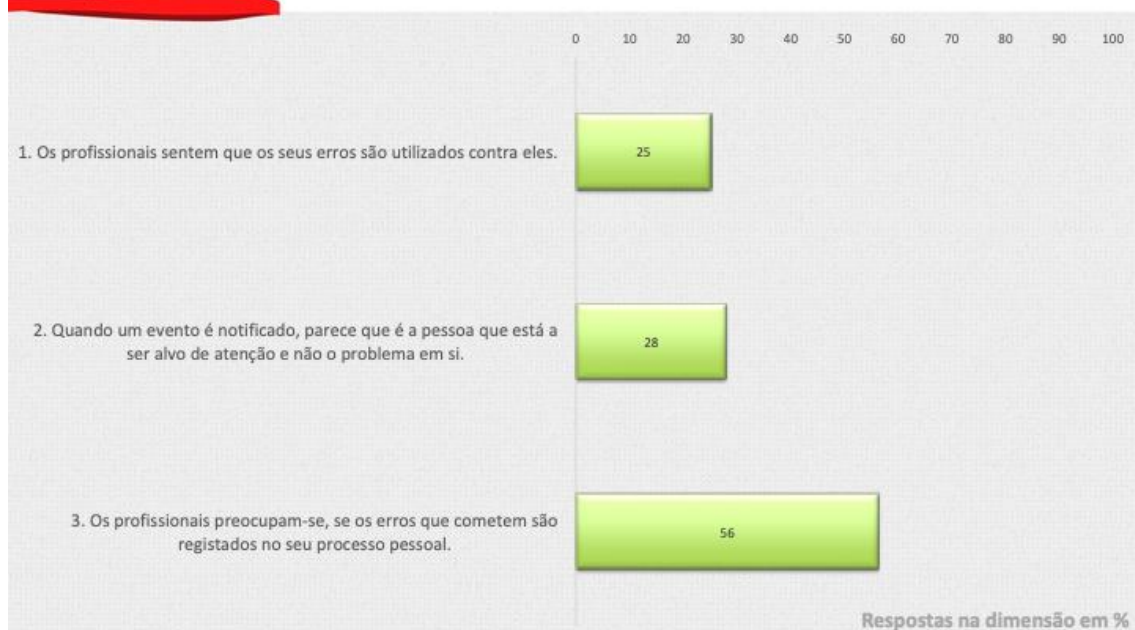 0 10 20 30 40 50 60 70 80 90 100
1. Os profissionais sentem que os seus erros são utilizados contra eles.
25
2. Quando um evento é notificado, parece que é a pessoa que está a
ser alvo de atenção e não o problema em si.
28
3. Os profissionais preocupam-se, se os erros que cometem são
registados no seu processo pessoal.
56
Respostas na dimensão em %